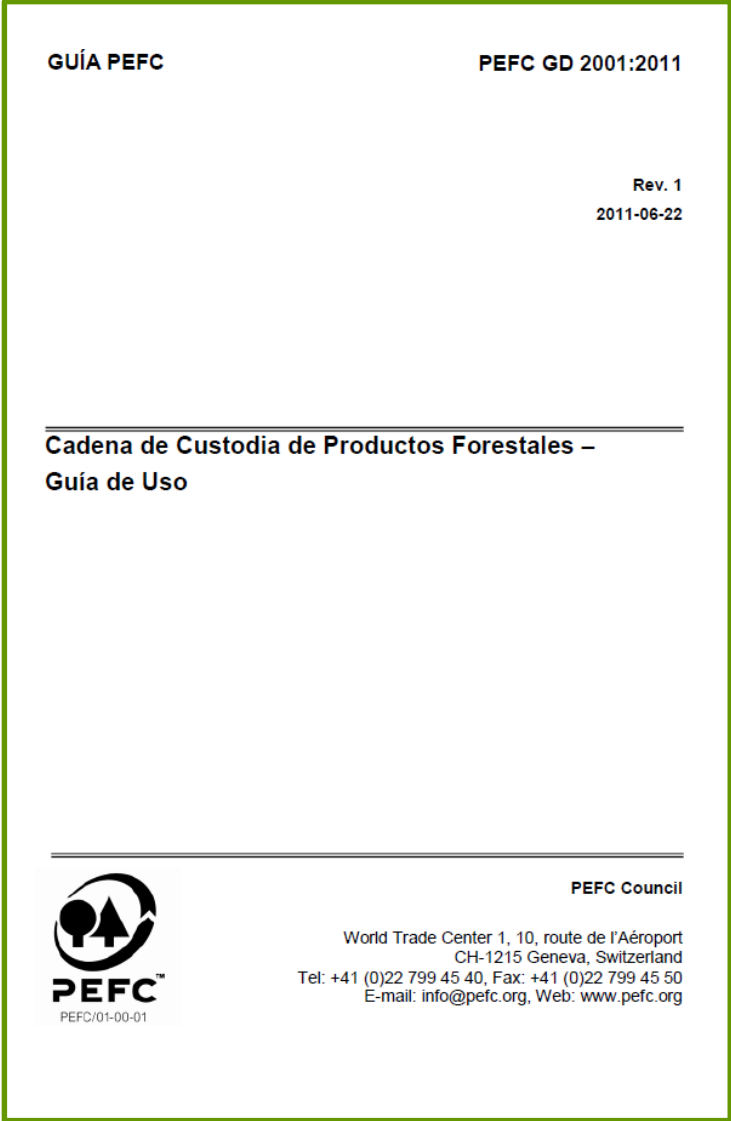 GUÍA PEFC PEFC GD 2001:2011
Rev. 1
2011-06-22
Cadena de Custodia de Productos Forestales –
Guía de Uso
PEFC Council
World Trade Center 1, 10, route de l'Aéroport
CH-1215 Geneva, Switzerland
Tel: +41 (0)22 799 45 40, Fax: +41 (0)22 799 45 50
E-mail: info@pefc.org, Web: www.pefc.org
PEFC™
PEFC/01-00-01